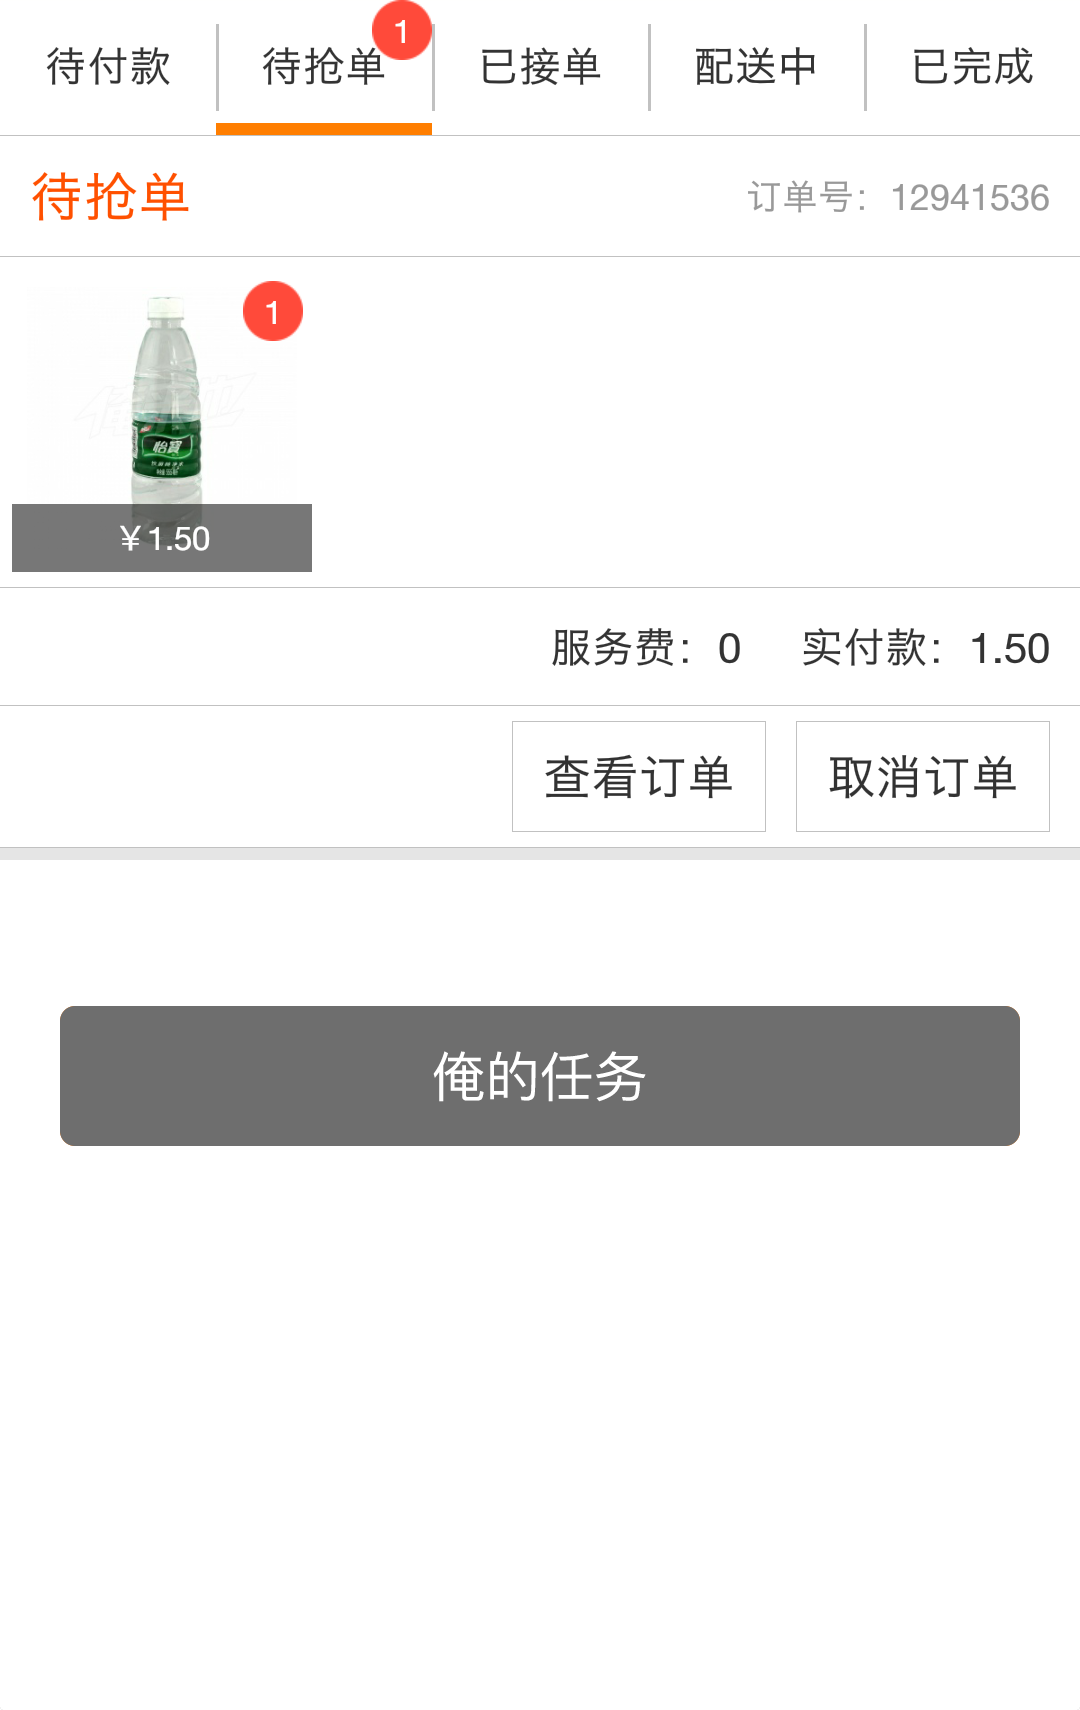 待付款 待抢单 1 已接单 配送中 已完成
待抢单 订单号：12941536
1
怡寳
￥1.50
服务费：0 实付款：1.50
查看订单 取消订单
俺的任务